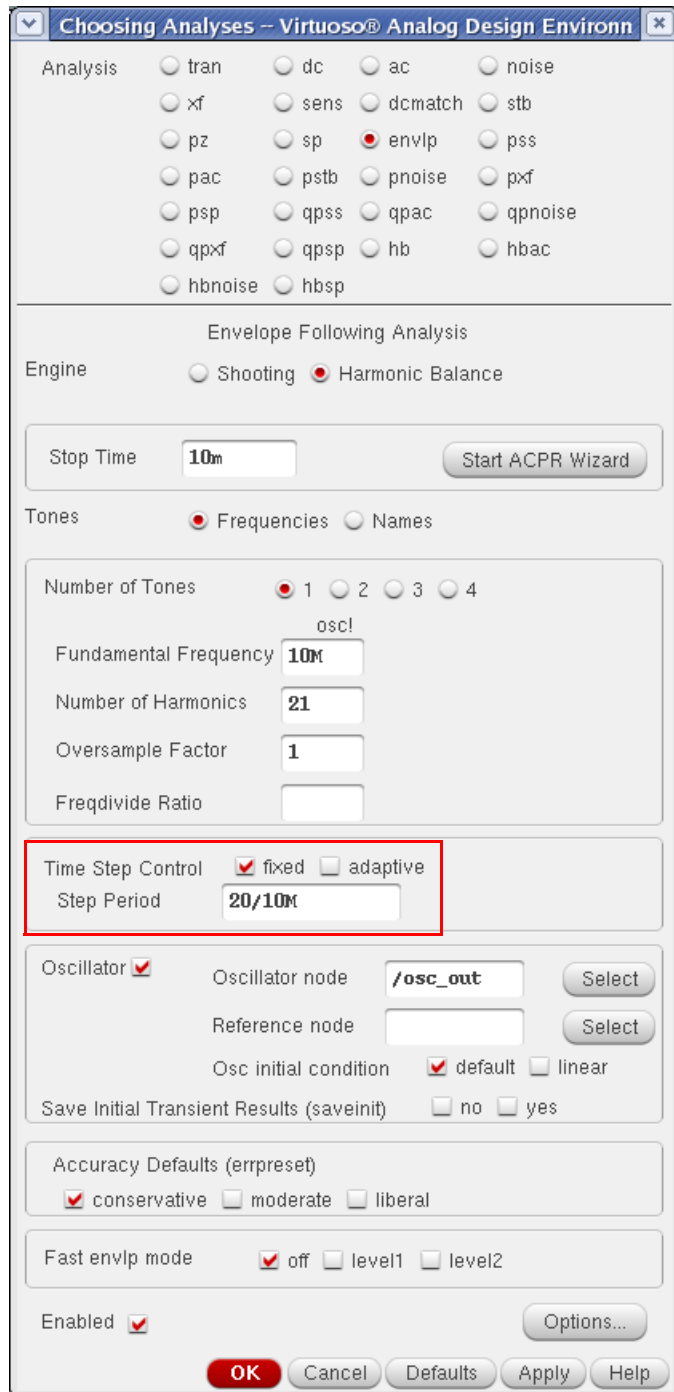 Choosing Analyses -- Virtuoso® Analog Design Environn
Analysis tran dc ac noise
xf sens dcmatch stb
pz sp envlp pss
pac pstb pnoise pxf
psp qpss qpac qpnoise
qpxf qpsp hb hbac
hbnoise hbsp
Envelope Following Analysis
Engine Shooting Harmonic Balance
Stop Time 10m Start ACPR Wizard
Tones Frequencies Names
Number of Tones 1 2 3 4
osc!
Fundamental Frequency 10M
Number of Harmonics 21
Oversample Factor 1
Freqdivide Ratio
Time Step Control fixed adaptive
Step Period 20/10M
Oscillator Oscillator node /osc_out Select
Reference node Select
Osc initial condition default linear
Save Initial Transient Results (saveinit) no yes
Accuracy Defaults (errpreset)
conservative moderate liberal
Fast envlp mode off level1 level2
Enabled Options...
OK Cancel Defaults Apply Help